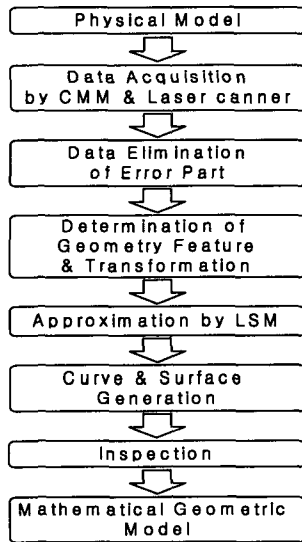 Physical Model
Data Acquisition
by CMM & Laser canner
Data Elimination
of Error Part
Determination of
Geometry Feature
& Transformation
Approximation by LSM
Curve & Surface
Generation
Inspection
Mathematical Geometric
Model